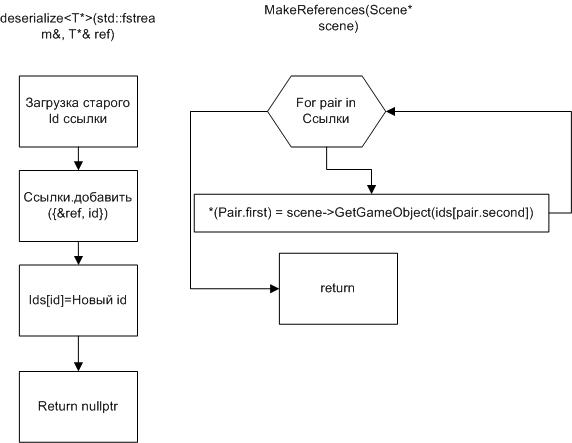 deserialize<T*>(std::fstrea
m&, T*& ref)
Загрузка старого
Id ссылки
Ссылки.добавить
({&ref, id})
Ids[id]=Новый id
Return nullptr
MakeReferences(Scene*
scene)
For pair in
Ссылки
*(Pair.first) = scene->GetGameObject(ids[pair.second])
return